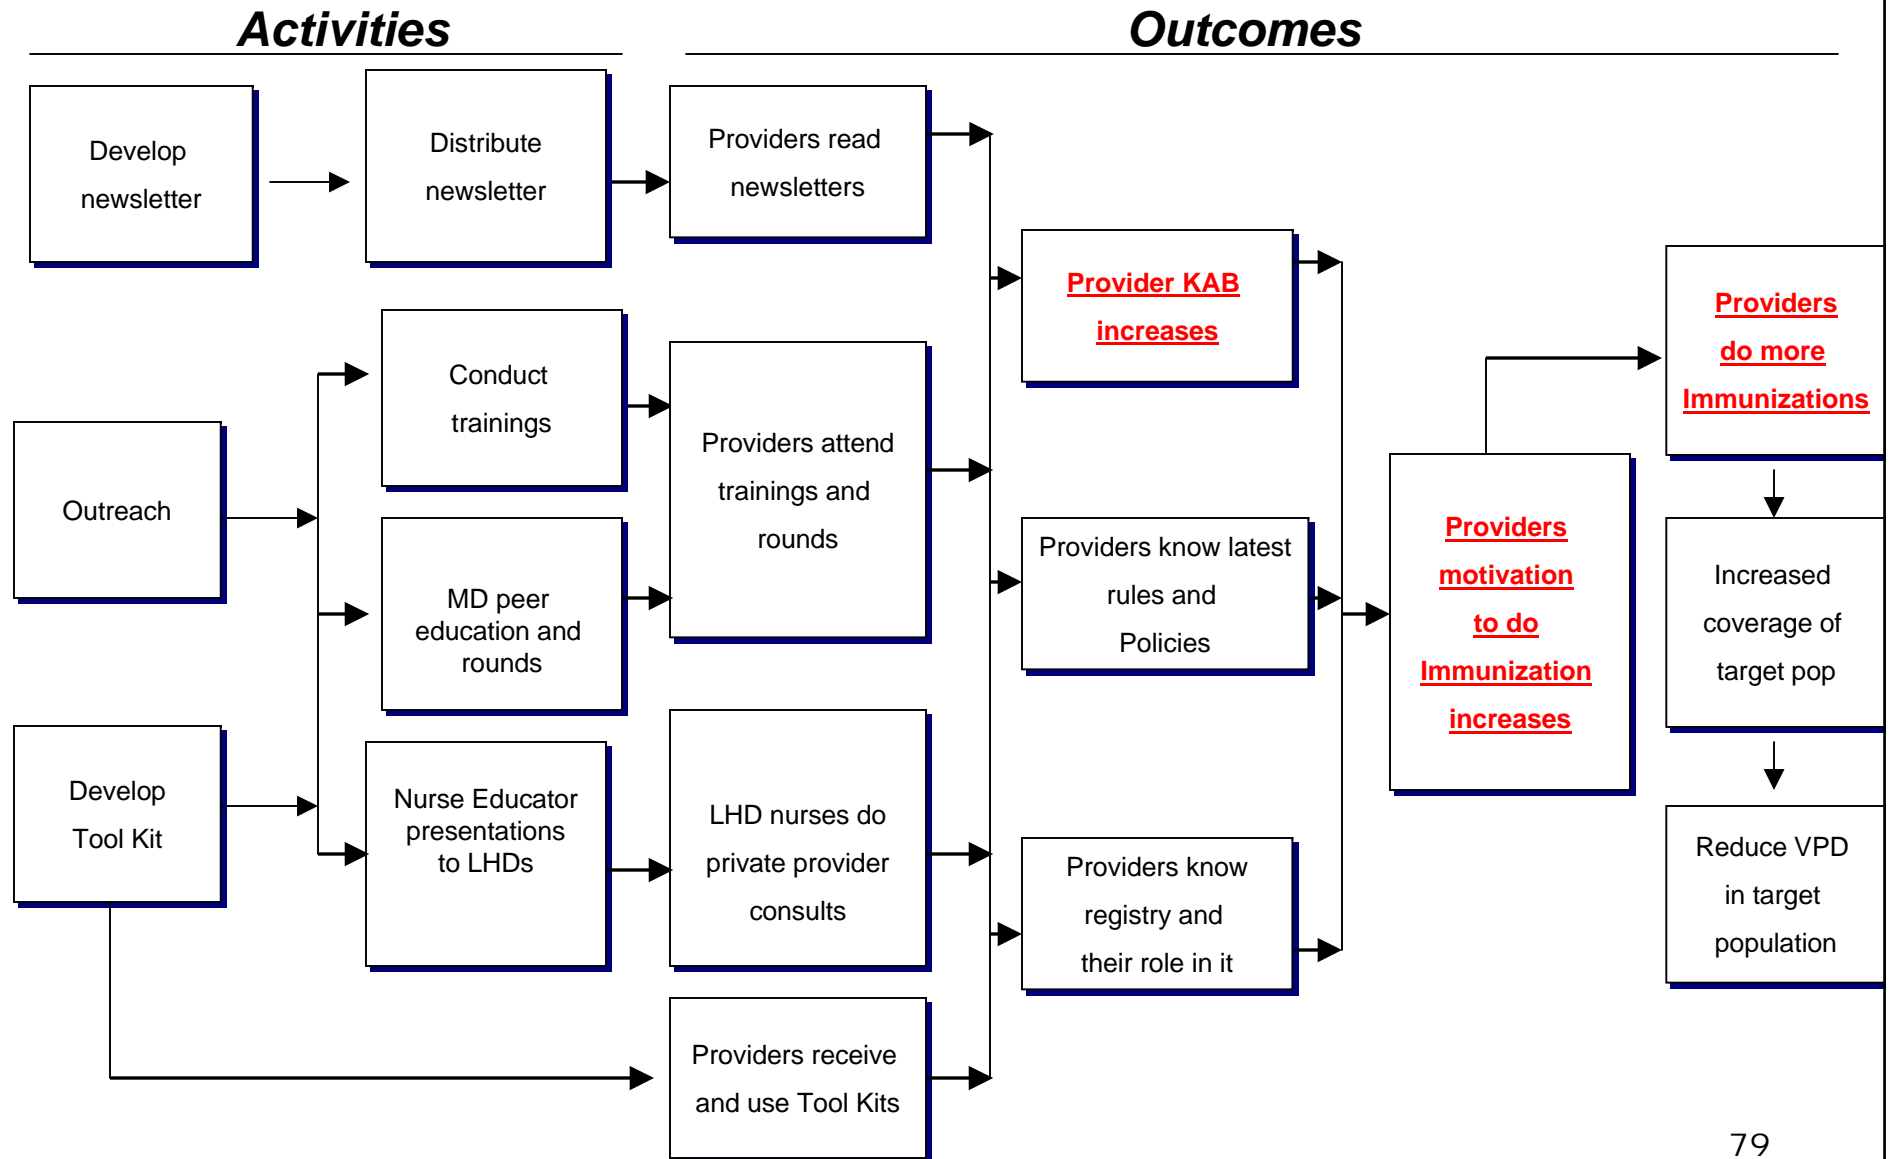 Activities
Outcomes
Develop
newsletter
Distribute
newsletter
Providers read
newsletters
Outreach
Conduct
trainings
MD peer
education and
rounds
Providers attend
trainings and
rounds
Develop
Tool Kit
Nurse Educator
presentations
to LHDs
LHD nurses do
private provider
consults
Providers receive
and use Tool Kits
Provider KAB
increases
Providers know latest
rules and
Policies
Providers know
registry and
their role in it
Providers
motivation
to do
Immunization
increases
Providers
do more
Immunizations
Increased
coverage of
target pop
Reduce VPD
in target
population
79